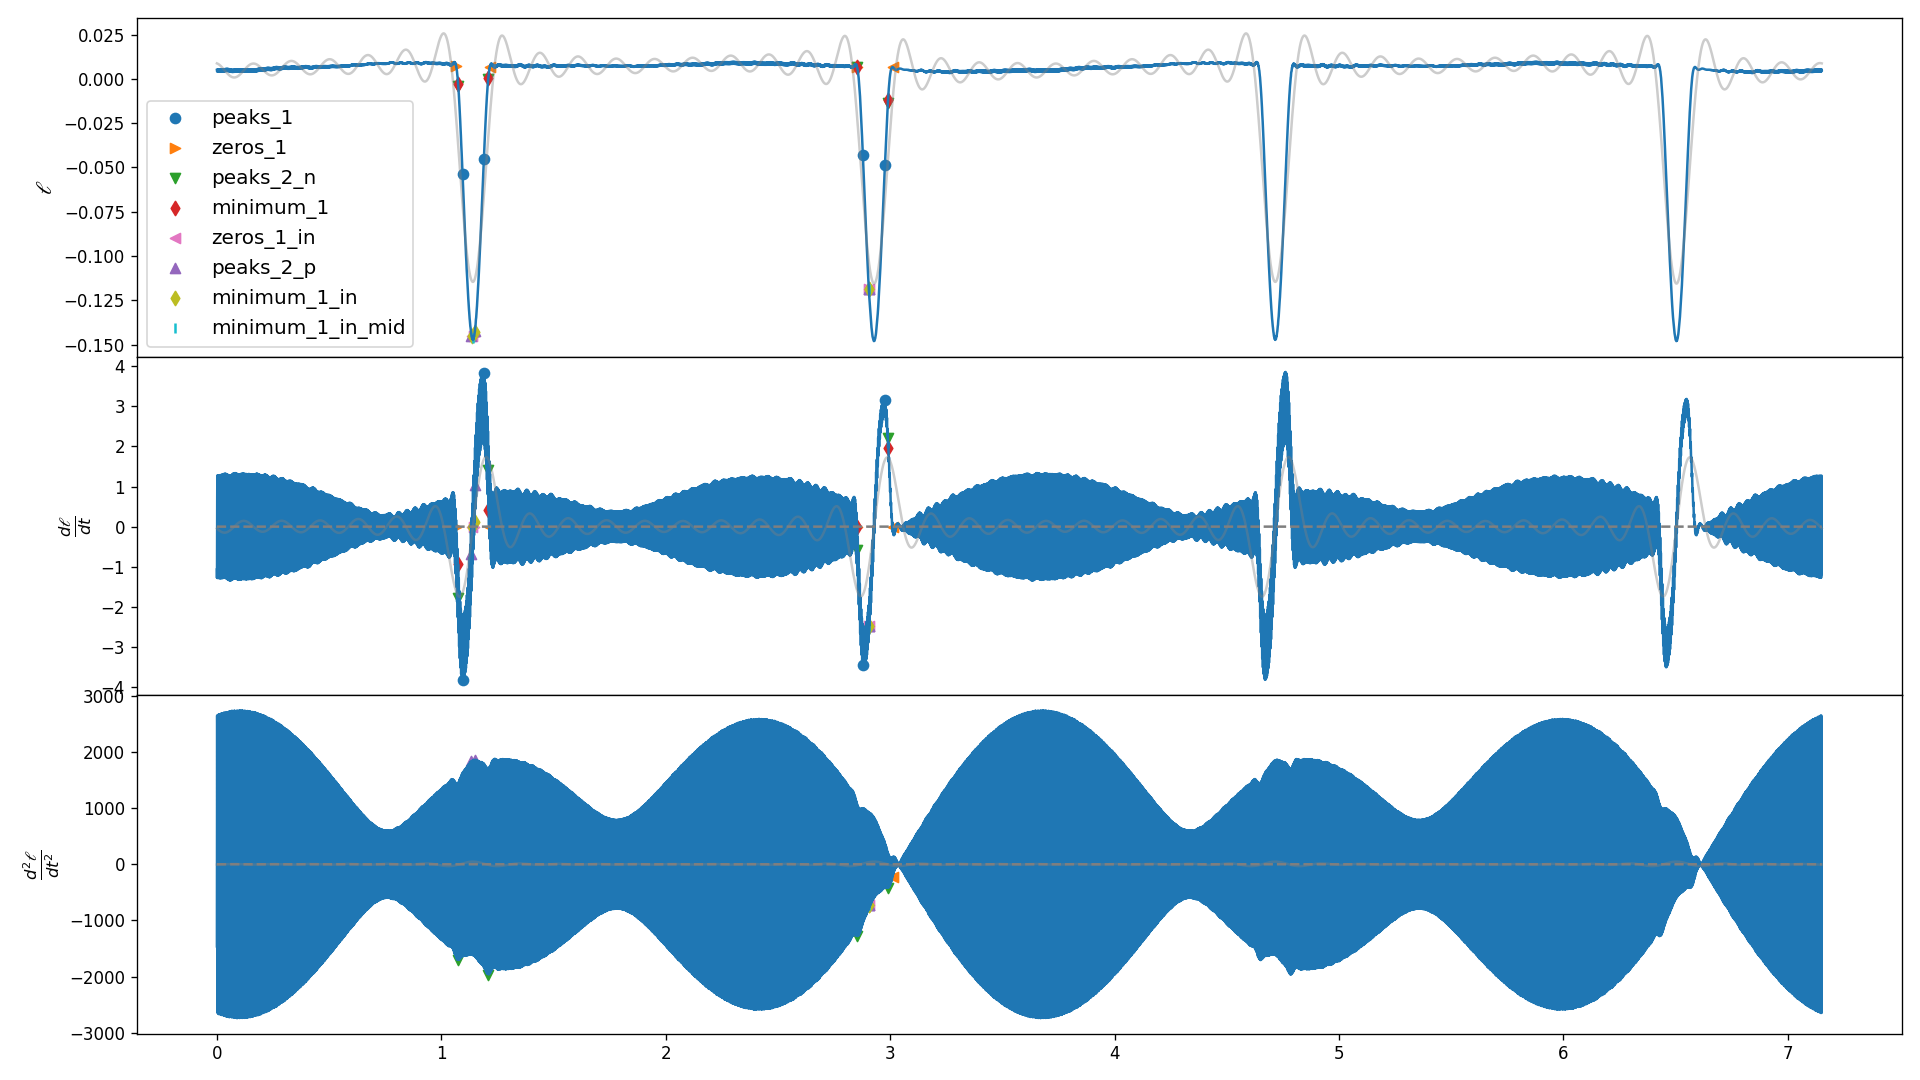 0.025
0.000
−0.025
−0.050
−0.075
−0.100
−0.125
−0.150
ℓ
peaks_1
zeros_1
peaks_2_n
minimum_1
zeros_1_in
peaks_2_p
minimum_1_in
minimum_1_in_mid
4
3
2
1
0
−1
−2
−3
−4
dℓ
dt
3000
2000
1000
0
−1000
−2000
−3000
d²ℓ
dt²
0 1 2 3 4 5 6 7